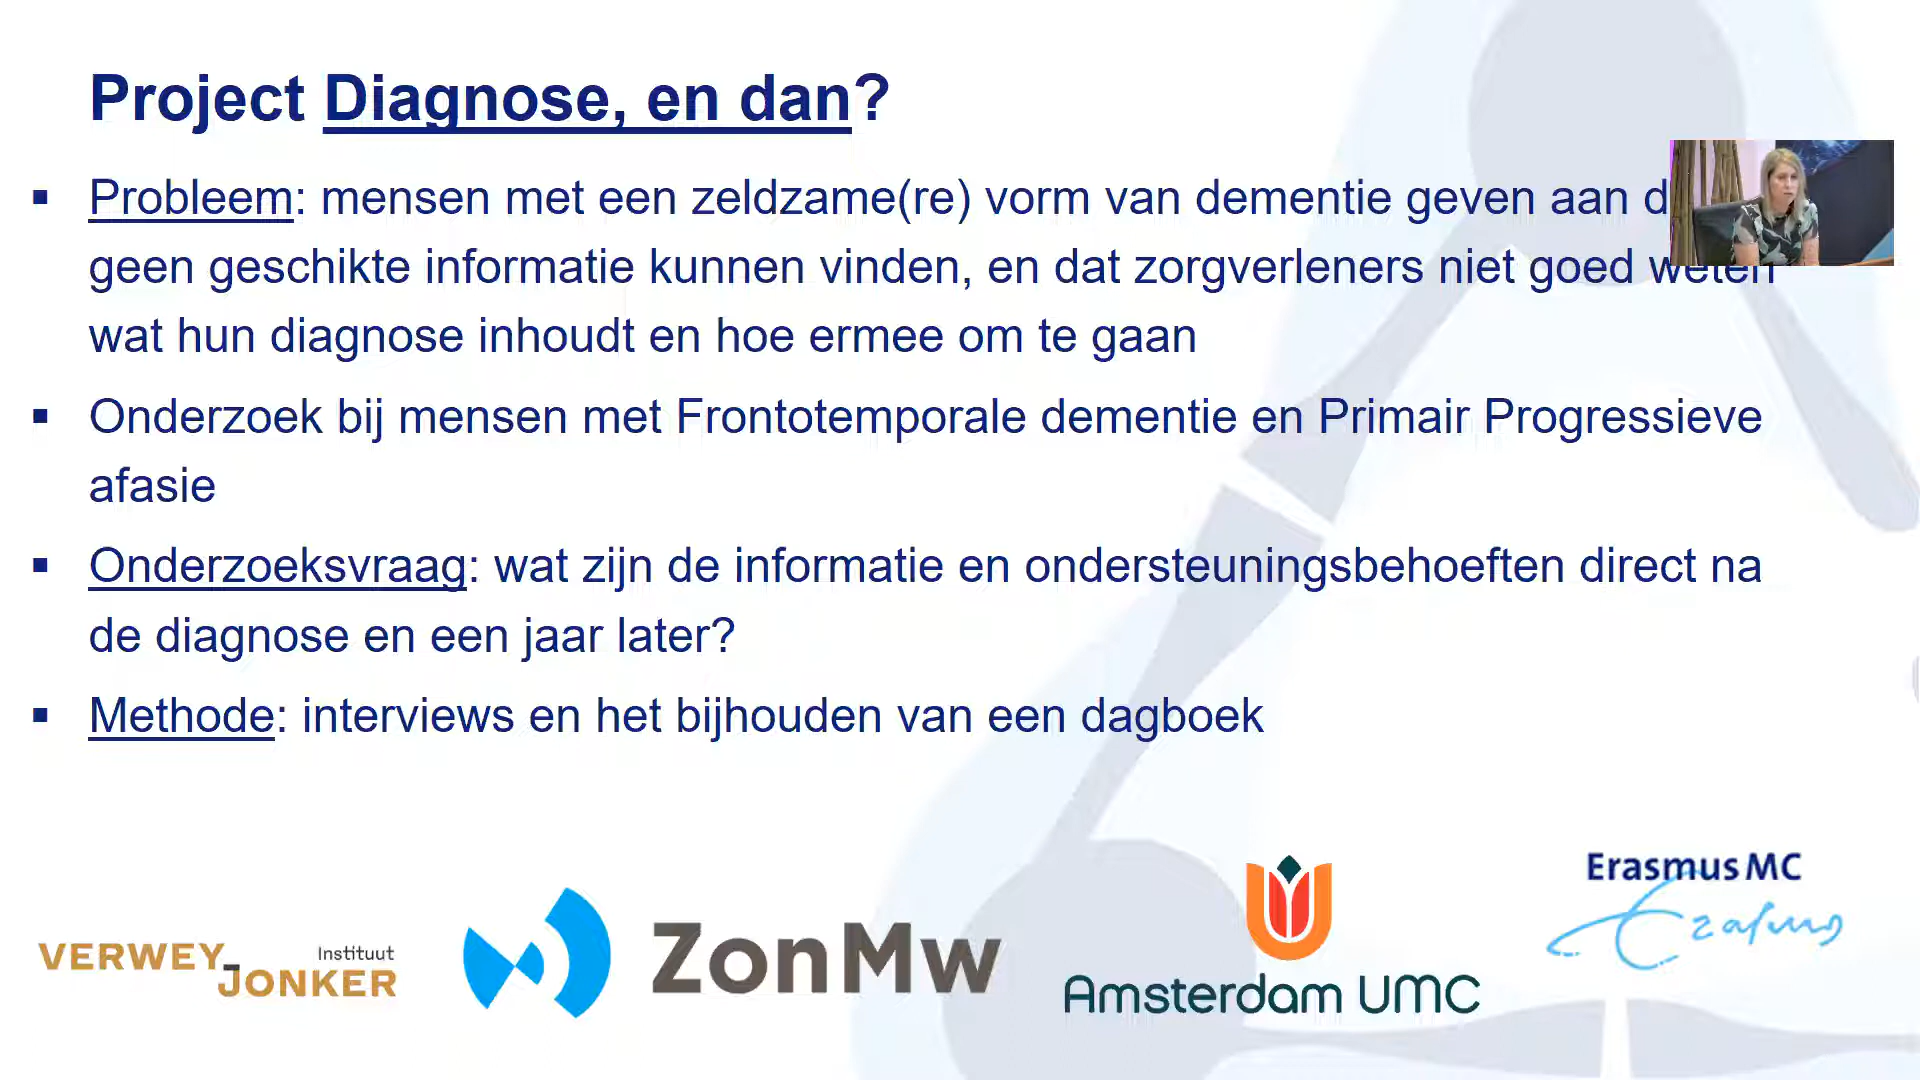 Project Diagnose, en dan?
▪ Probleem: mensen met een zeldzame(re) vorm van dementie geven aan
geen geschikte informatie kunnen vinden, en dat zorgverleners niet goed weten
wat hun diagnose inhoudt en hoe ermee om te gaan
▪ Onderzoek bij mensen met Frontotemporale dementie en Primair Progressieve
afasie
▪ Onderzoeksvraag: wat zijn de informatie en ondersteuningsbehoeften direct na
de diagnose en een jaar later?
▪ Methode: interviews en het bijhouden van een dagboek
VERWEY Instituut
JONKER
ZonMw
Amsterdam UMC
Erasmus MC
Erasmus